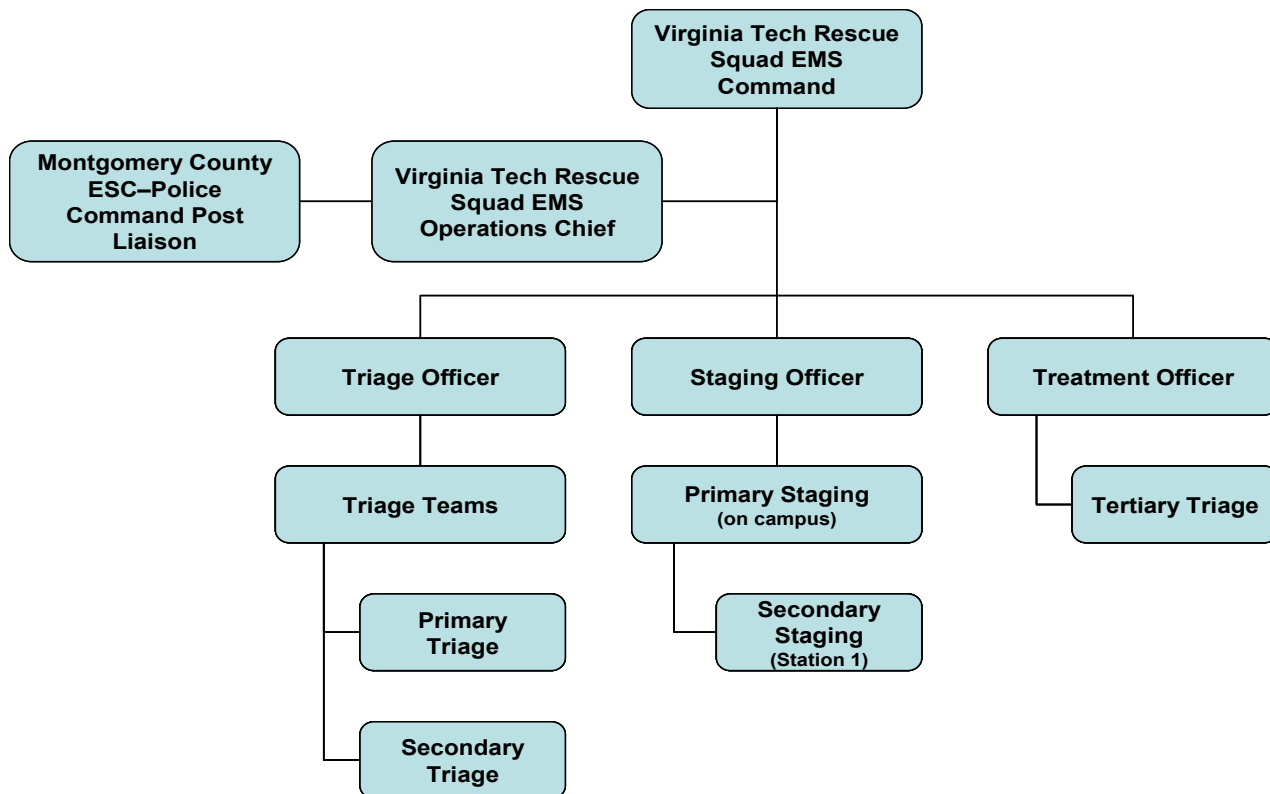 Virginia Tech Rescue
Squad EMS
Command
Montgomery County
ESC–Police
Command Post
Liaison
Virginia Tech Rescue
Squad EMS
Operations Chief
Triage Officer
Staging Officer
Treatment Officer
Triage Teams
Primary Staging
(on campus)
Tertiary Triage
Primary
Triage
Secondary
Staging
(Station 1)
Secondary
Triage